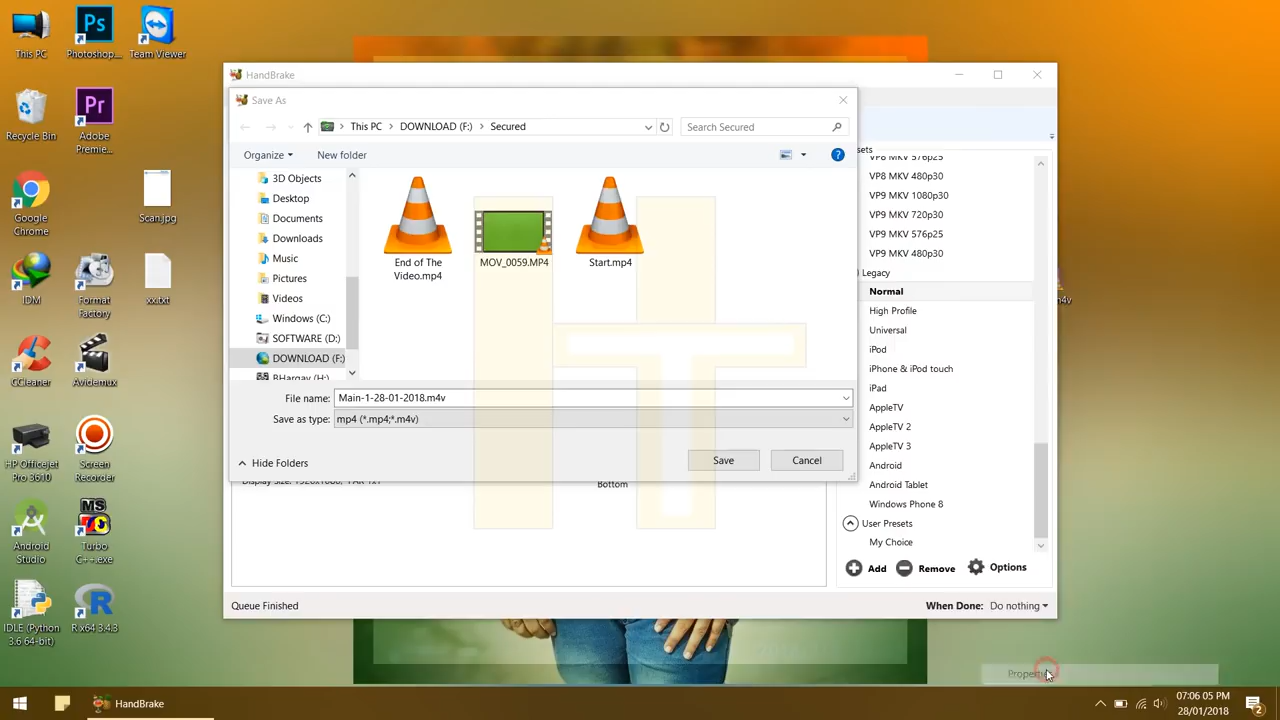 This PC
Photoshop...
Team Viewer
Recycle Bin
Adobe
Premie...
Google
Chrome
Scan.jpg
IDM
Format
Factory
xx.txt
CCleaner
Avidemux
HP Officejet
Pro 3610
Screen
Recorder
Android
Studio
Turbo
C++.exe
IDLE (Python
3.6 64-bit)
Rix64 3.4.3
HandBrake
Save As
This PC > DOWNLOAD (F:) > Secured
Search Secured
Organize
New folder
3D Objects
Desktop
Documents
Downloads
Music
Pictures
Videos
Windows (C:)
SOFTWARE (D:)
DOWNLOAD (F:)
BHargav (H:)
End of The
Video.mp4
MOV_0059.MP4
Start.mp4
File name:
Main-1-28-01-2018.m4v
Save as type:
mp4 (*.mp4;*.m4v)
Hide Folders
Save
Cancel
Bottom
sets
VP8 MKV 576p25
VP8 MKV 480p30
VP9 MKV 1080p30
VP9 MKV 720p30
VP9 MKV 576p25
VP9 MKV 480p30
Legacy
Normal
High Profile
Universal
iPod
iPhone & iPod touch
iPad
AppleTV
AppleTV 2
AppleTV 3
Android
Android Tablet
Windows Phone 8
User Presets
My Choice
Add
Remove
Options
m4v
Queue Finished
When Done:
Do nothing
HandBrake
07:06 05 PM
28/01/2018
2